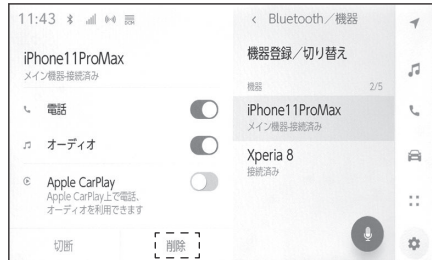 11:43
iPhone11ProMax
メイン機器-接続済み
電話
オーディオ
Apple CarPlay
Apple CarPlay上で電話、
オーディオを利用できます
切断
削除
< Bluetooth／機器
機器登録／切り替え
機器 2/5
iPhone11ProMax
メイン機器-接続済み
Xperia 8
接続済み